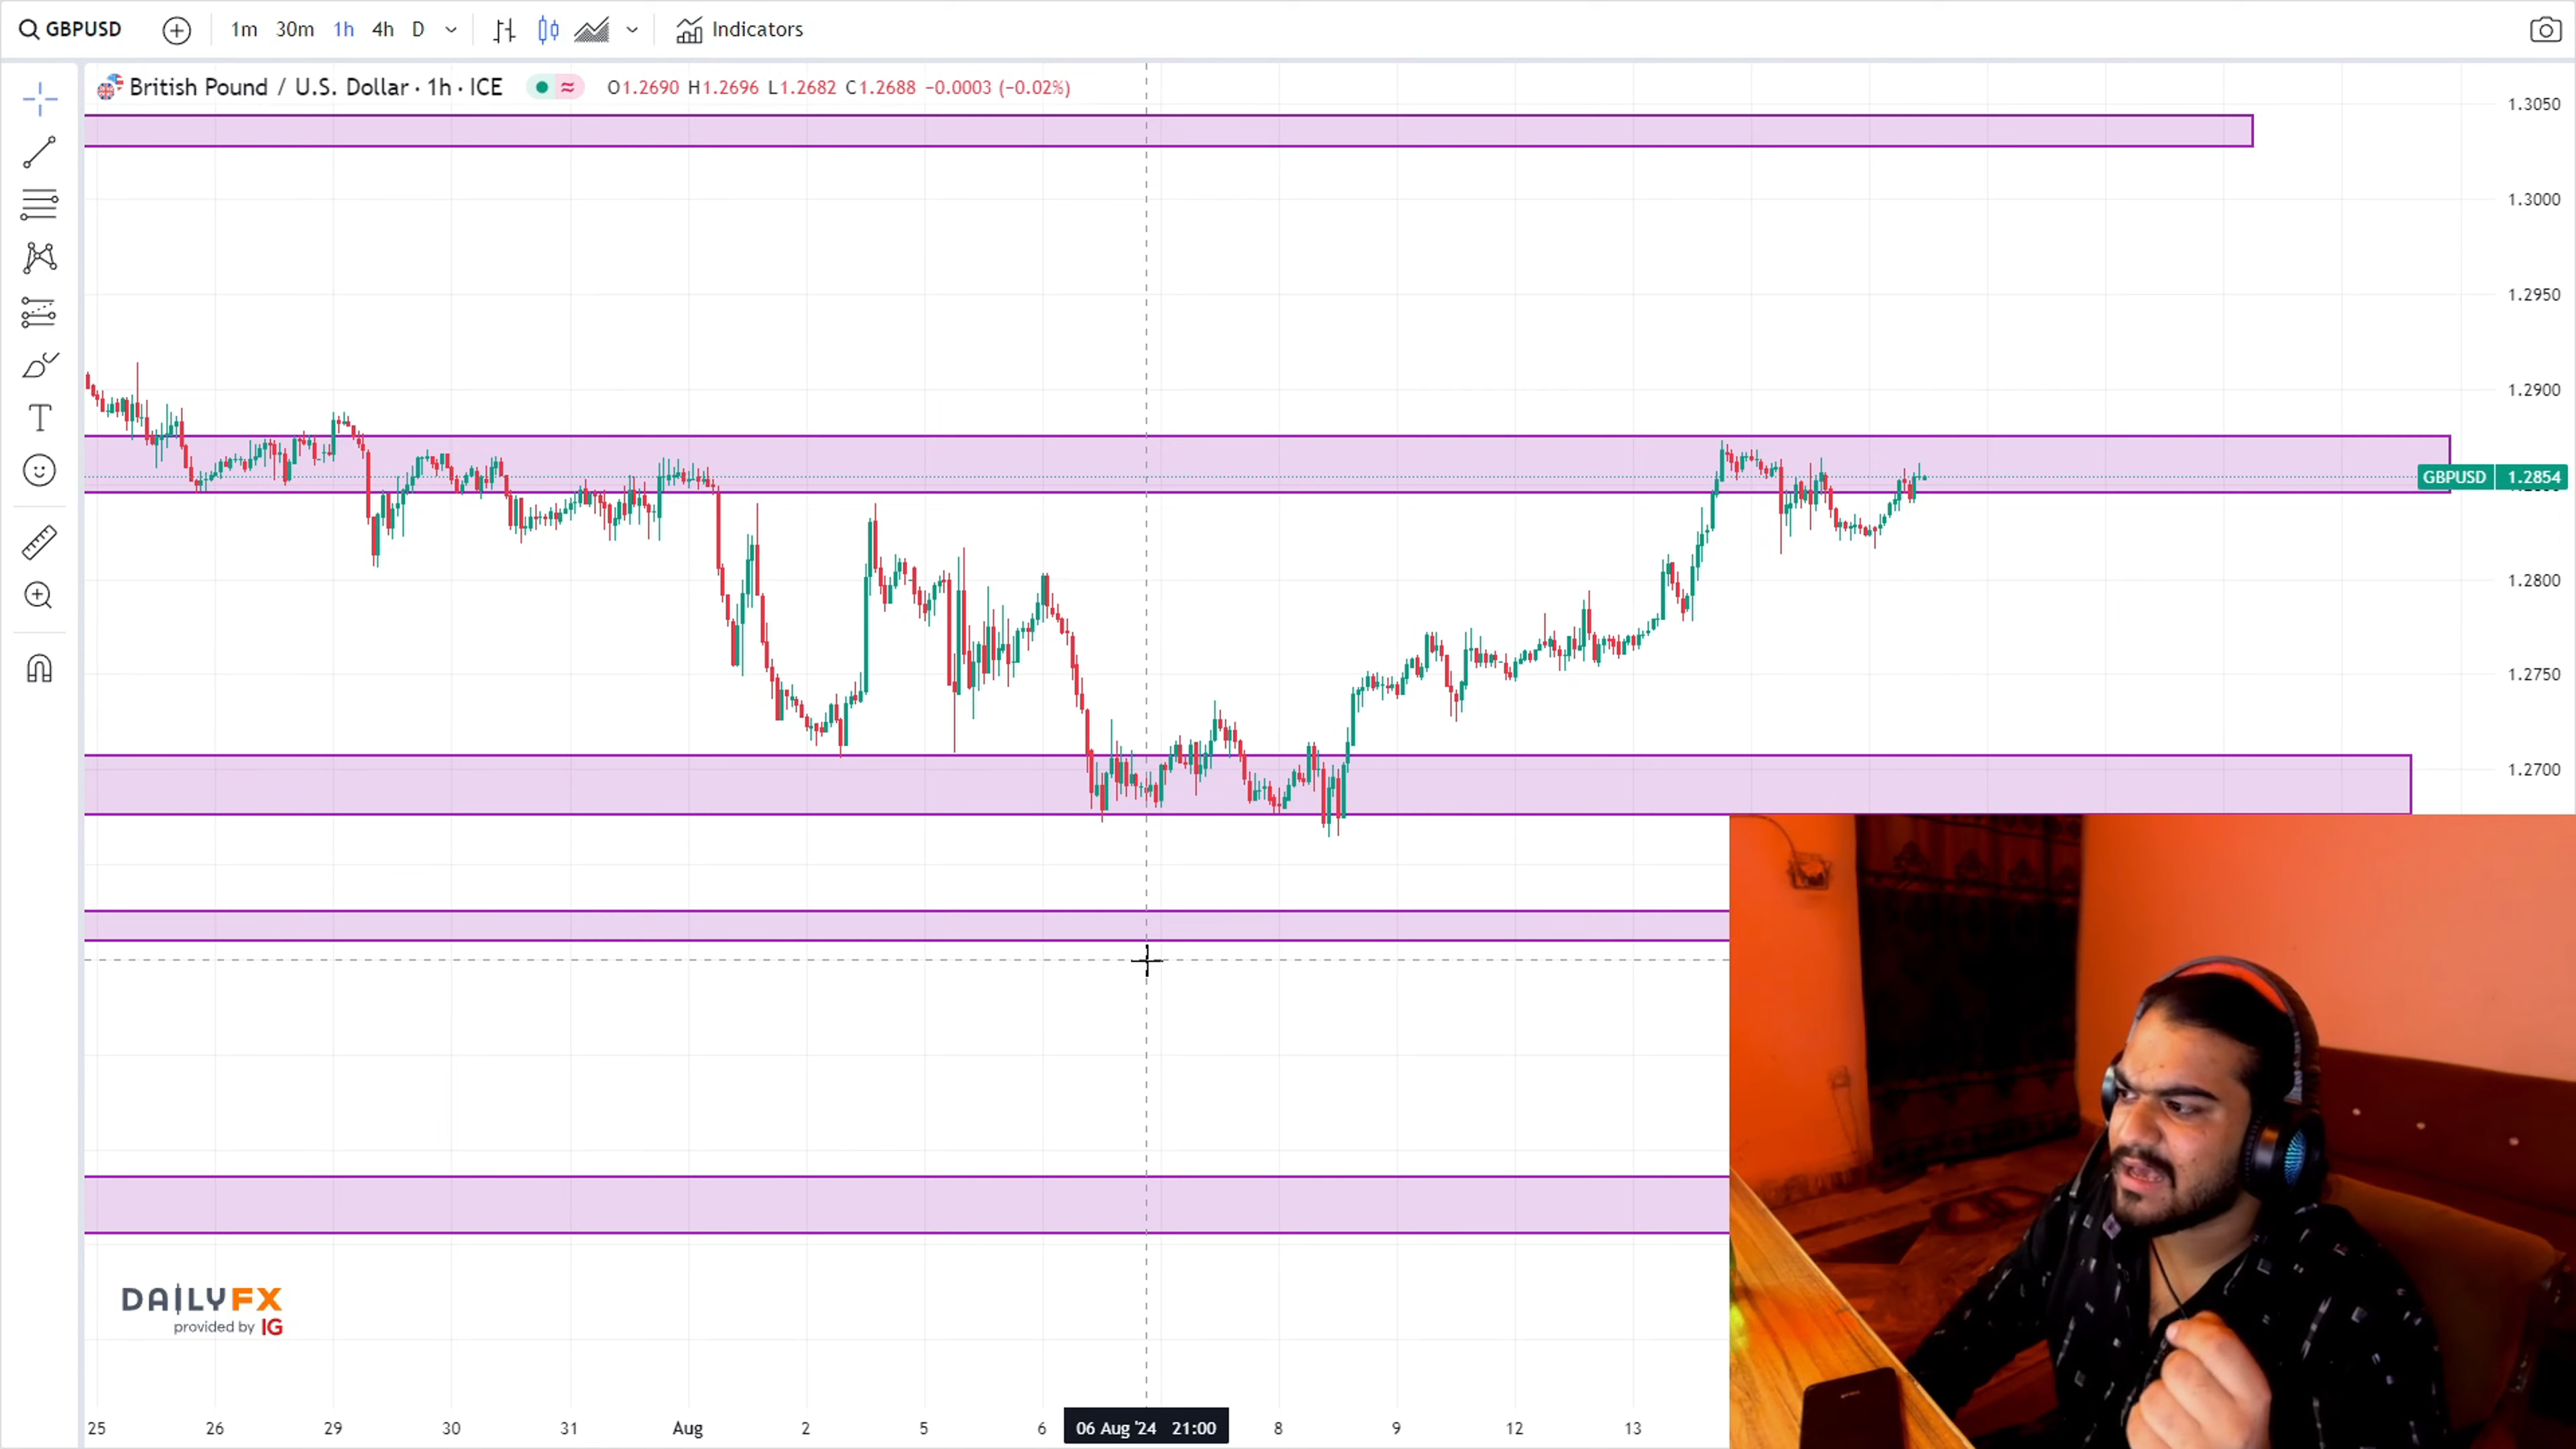 GBPUSD 1m 30m 1h 4h D Indicators
British Pound / U.S. Dollar · 1h · ICE O1.2690 H1.2696 L1.2682 C1.2688 −0.0003 (−0.02%)
1.3050
1.3000
1.2950
1.2900
GBPUSD 1.2854
1.2800
1.2750
1.2700
DAILYFX
provided by IG
25 26 29 30 31 Aug 2 5 6 06 Aug '24 21:00 8 9 12 13